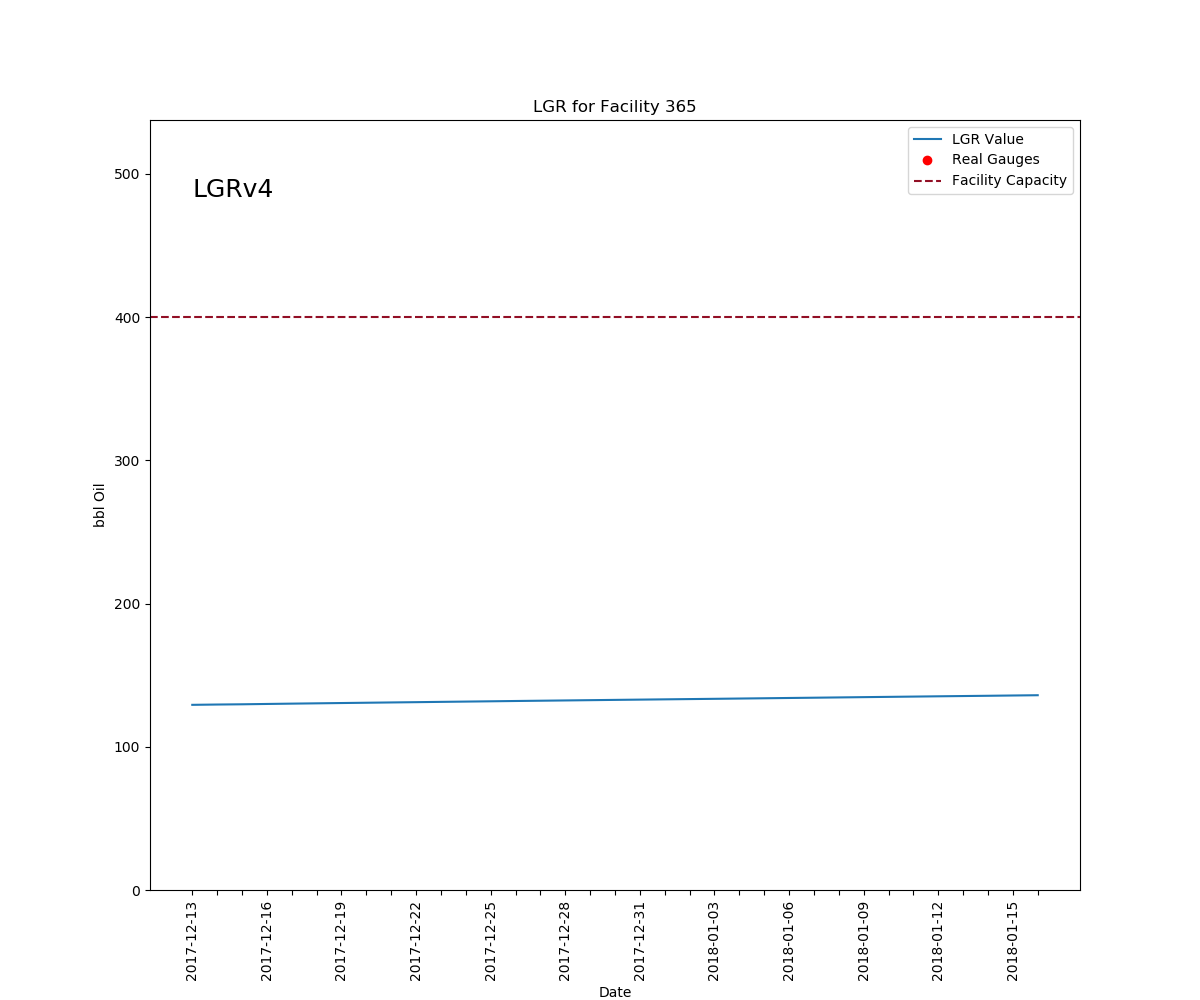 LGR for Facility 365
LGR Value
Real Gauges
Facility Capacity
LGRv4
500
400
300
200
100
0
bbl Oil
2017-12-13
2017-12-16
2017-12-19
2017-12-22
2017-12-25
2017-12-28
2017-12-31
2018-01-03
2018-01-06
2018-01-09
2018-01-12
2018-01-15
Date